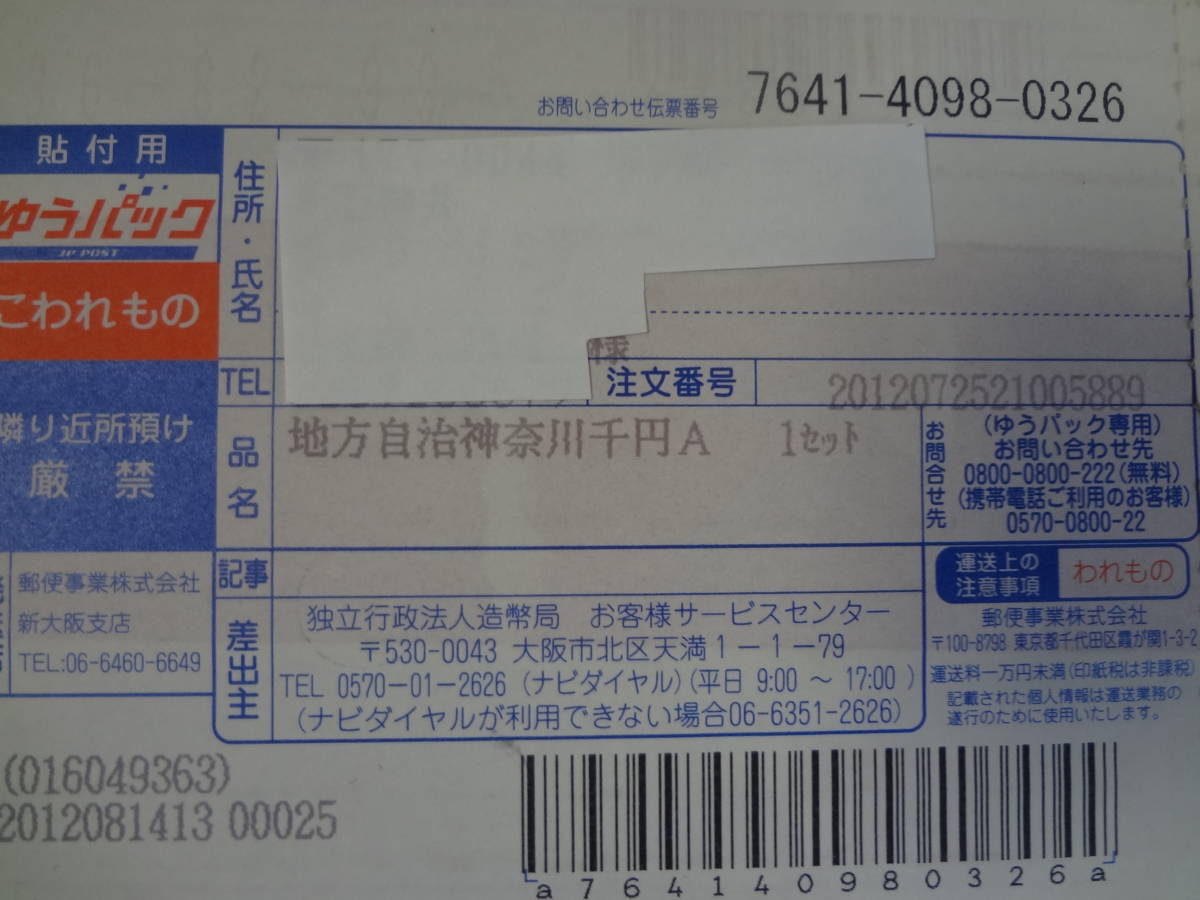 お問い合わせ伝票番号 7641-4098-0326
貼付用
ゆうパック
JP POST
こわれもの
隣り近所預け
厳禁
住所・氏名
様
TEL
注文番号 2012072521005889
品名
地方自治神奈川千円A 1ｾｯﾄ
お問合せ先
(ゆうパック専用)
お問い合わせ先
0800-0800-222(無料)
(携帯電話ご利用のお客様)
0570-0800-22
記事
運送上の
注意事項
われもの
差出主
独立行政法人造幣局 お客様サービスセンター
〒530-0043 大阪市北区天満1-1-79
TEL 0570-01-2626 (ナビダイヤル)(平日 9:00 ~ 17:00 )
(ナビダイヤルが利用できない場合06-6351-2626)
郵便事業株式会社
新大阪支店
TEL:06-6460-6649
郵便事業株式会社
〒100-8798 東京都千代田区霞が関1-3-2
運送料一万円未満(印紙税は非課税)
記載された個人情報は運送業務の
遂行のために使用いたします。
(016049363)
2012081413 00025
a764140980326a